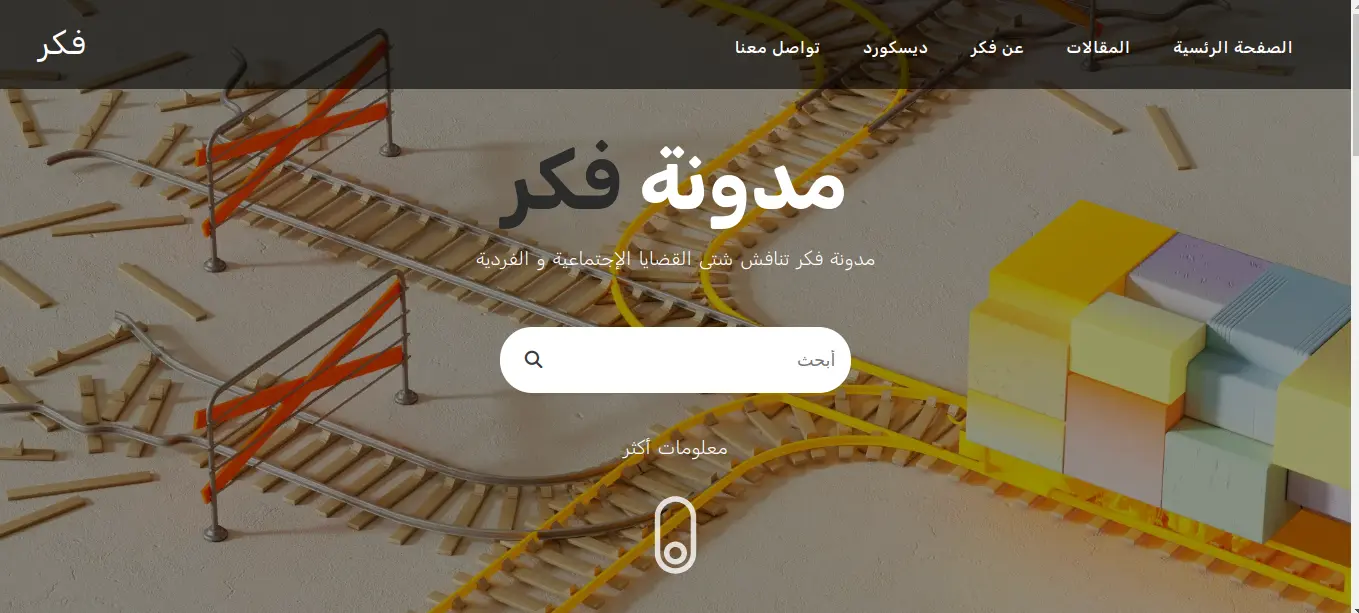 الصفحة الرئسية
المقالات
عن فكر
ديسكورد
تواصل معنا
فكر
مدونة فكر
مدونة فكر تنافش شتى القضايا الإجتماعية و الفردية
أبحث
معلومات أكثر